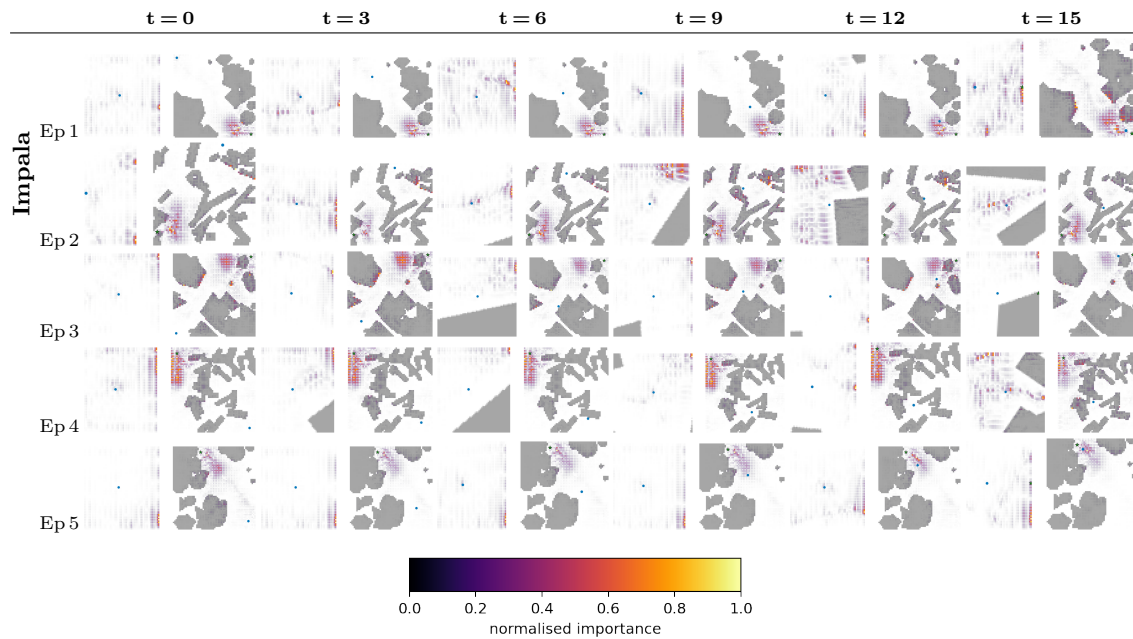 t = 0 t = 3 t = 6 t = 9 t = 12 t = 15
Impala
Ep 1
Ep 2
Ep 3
Ep 4
Ep 5
0.0 0.2 0.4 0.6 0.8 1.0
normalised importance